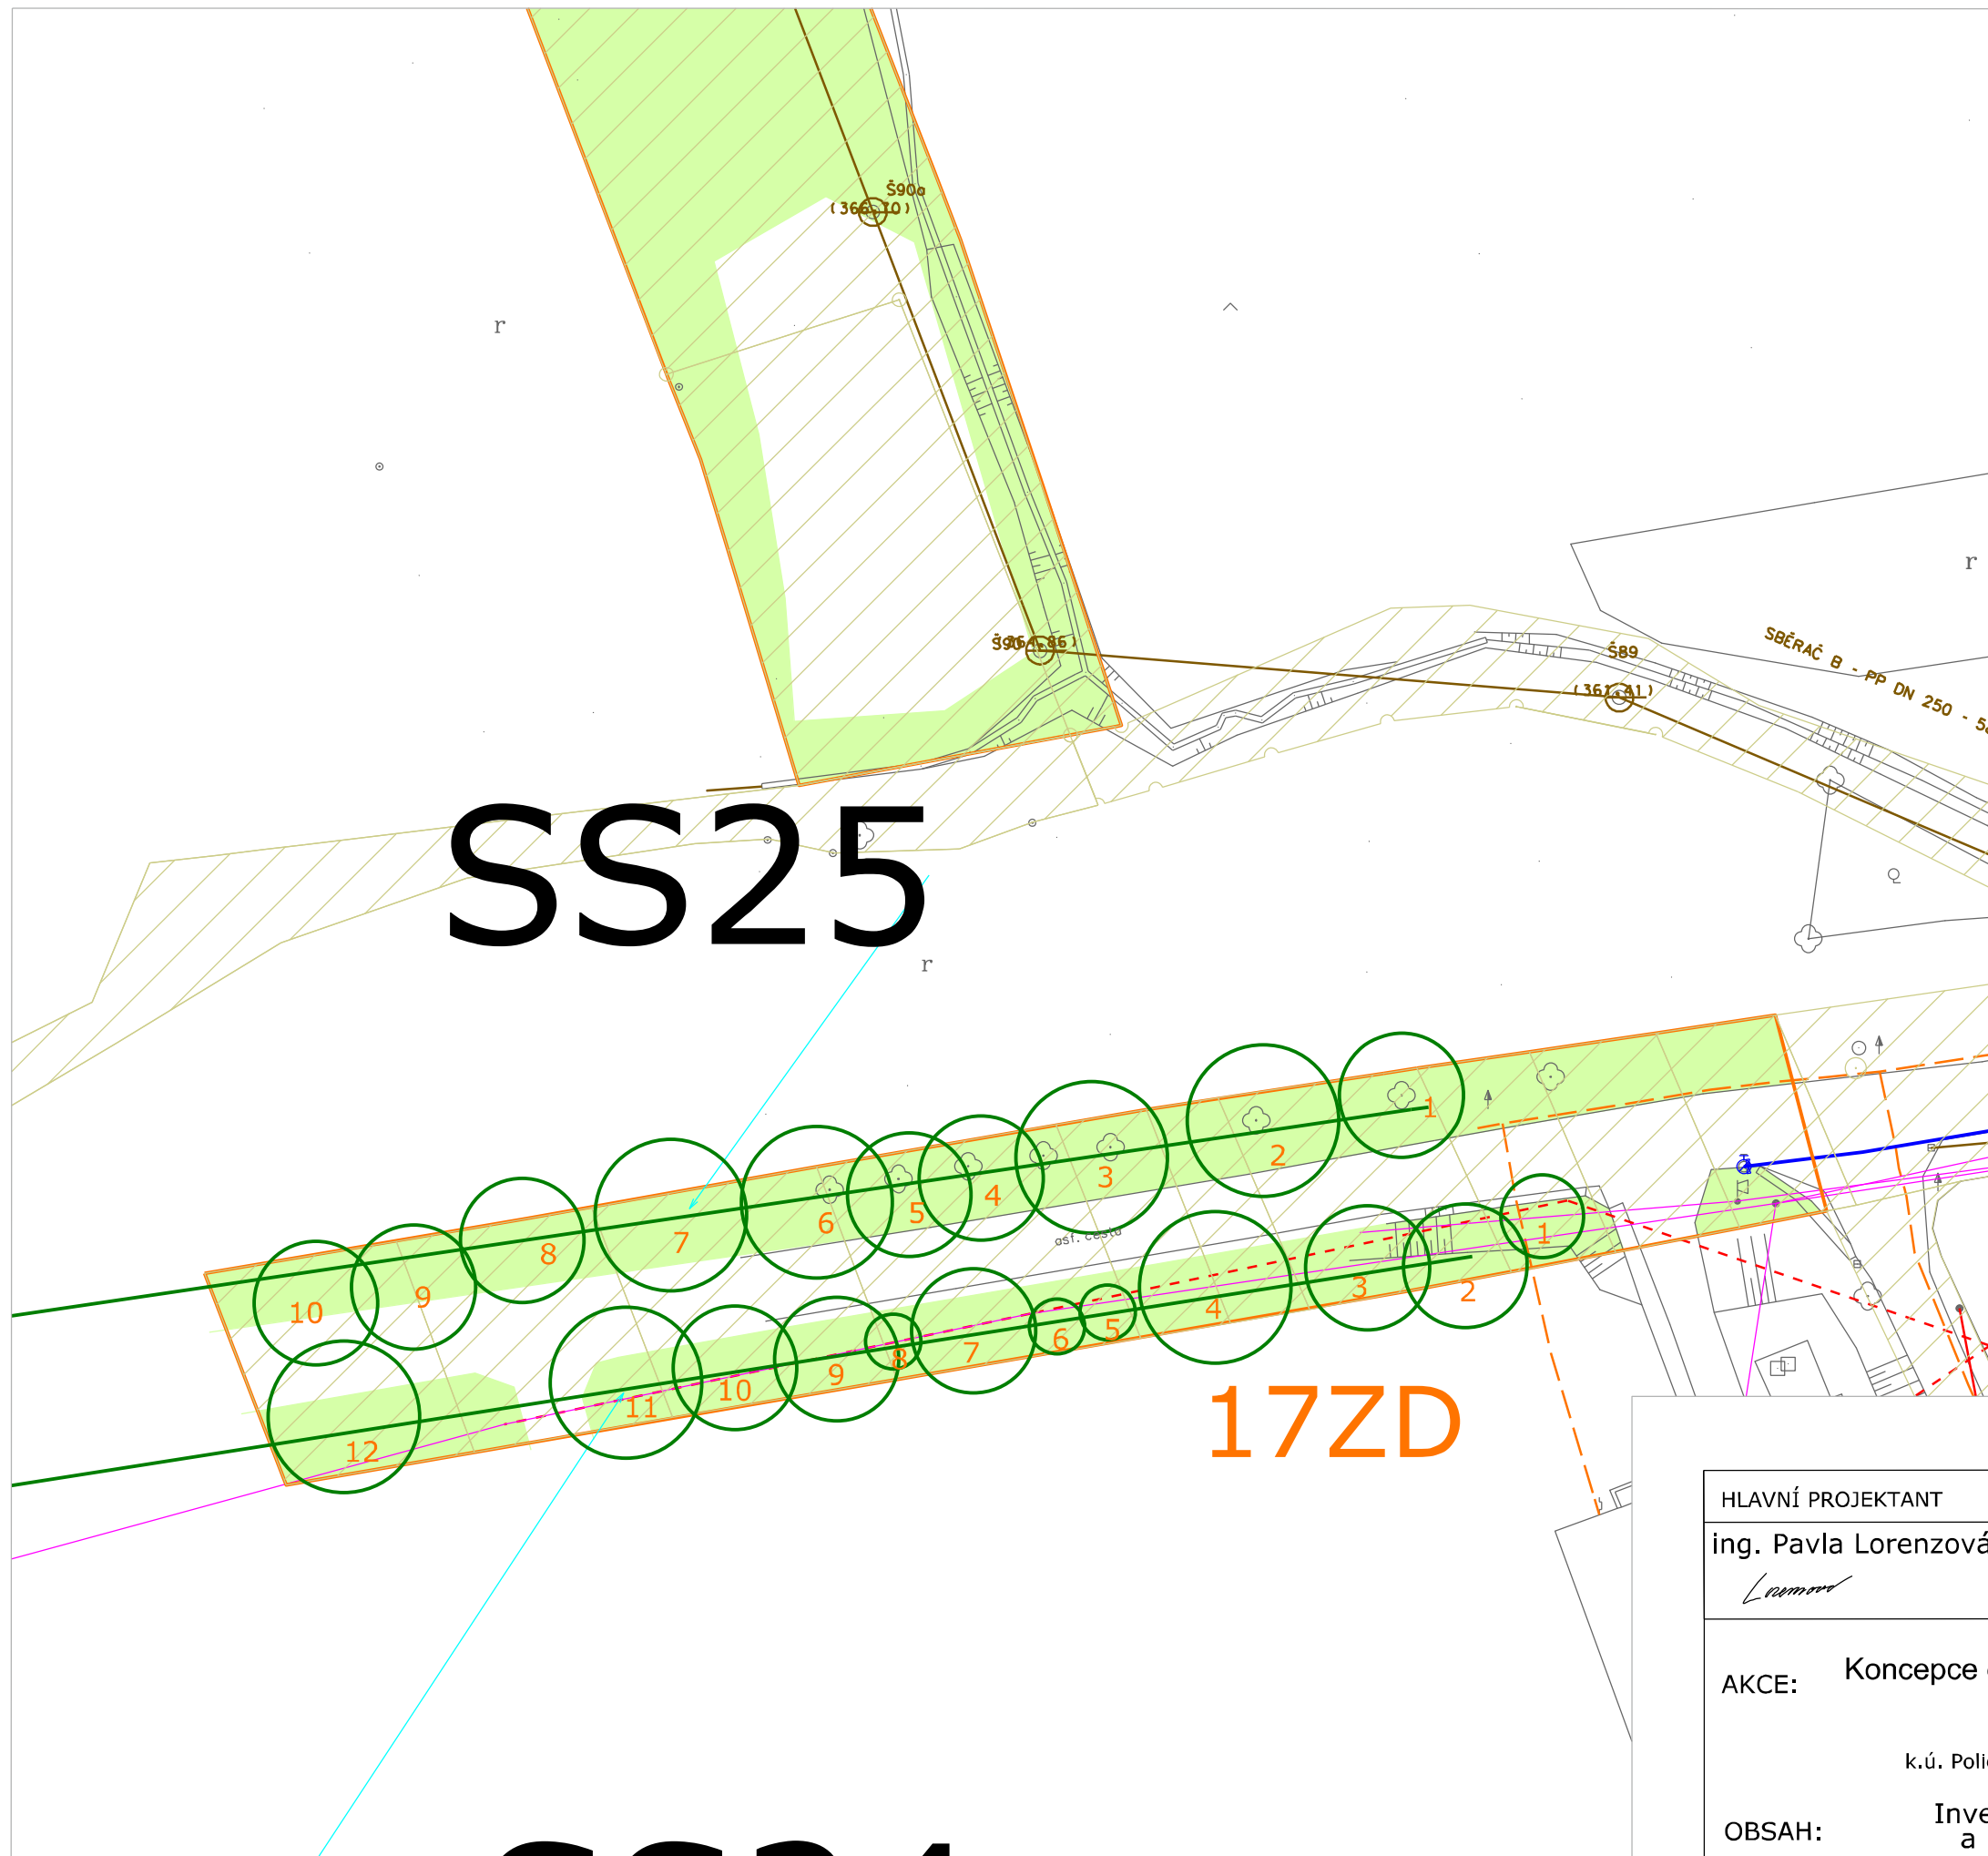 Š90a
(366.70)
r
r
Š90
(364.86)
Š89
(361.41)
SBĚRAČ B - PP DN 250 -
SS25
r
1
2
3
4
5
6
7
8
9
10
asf. cesta
1
2
3
4
5
6
7
8
9
10
11
12
17ZD
HLAVNÍ PROJEKTANT
ing. Pavla Lorenzová
AKCE:
Koncepce
k.ú.
OBSAH:
a